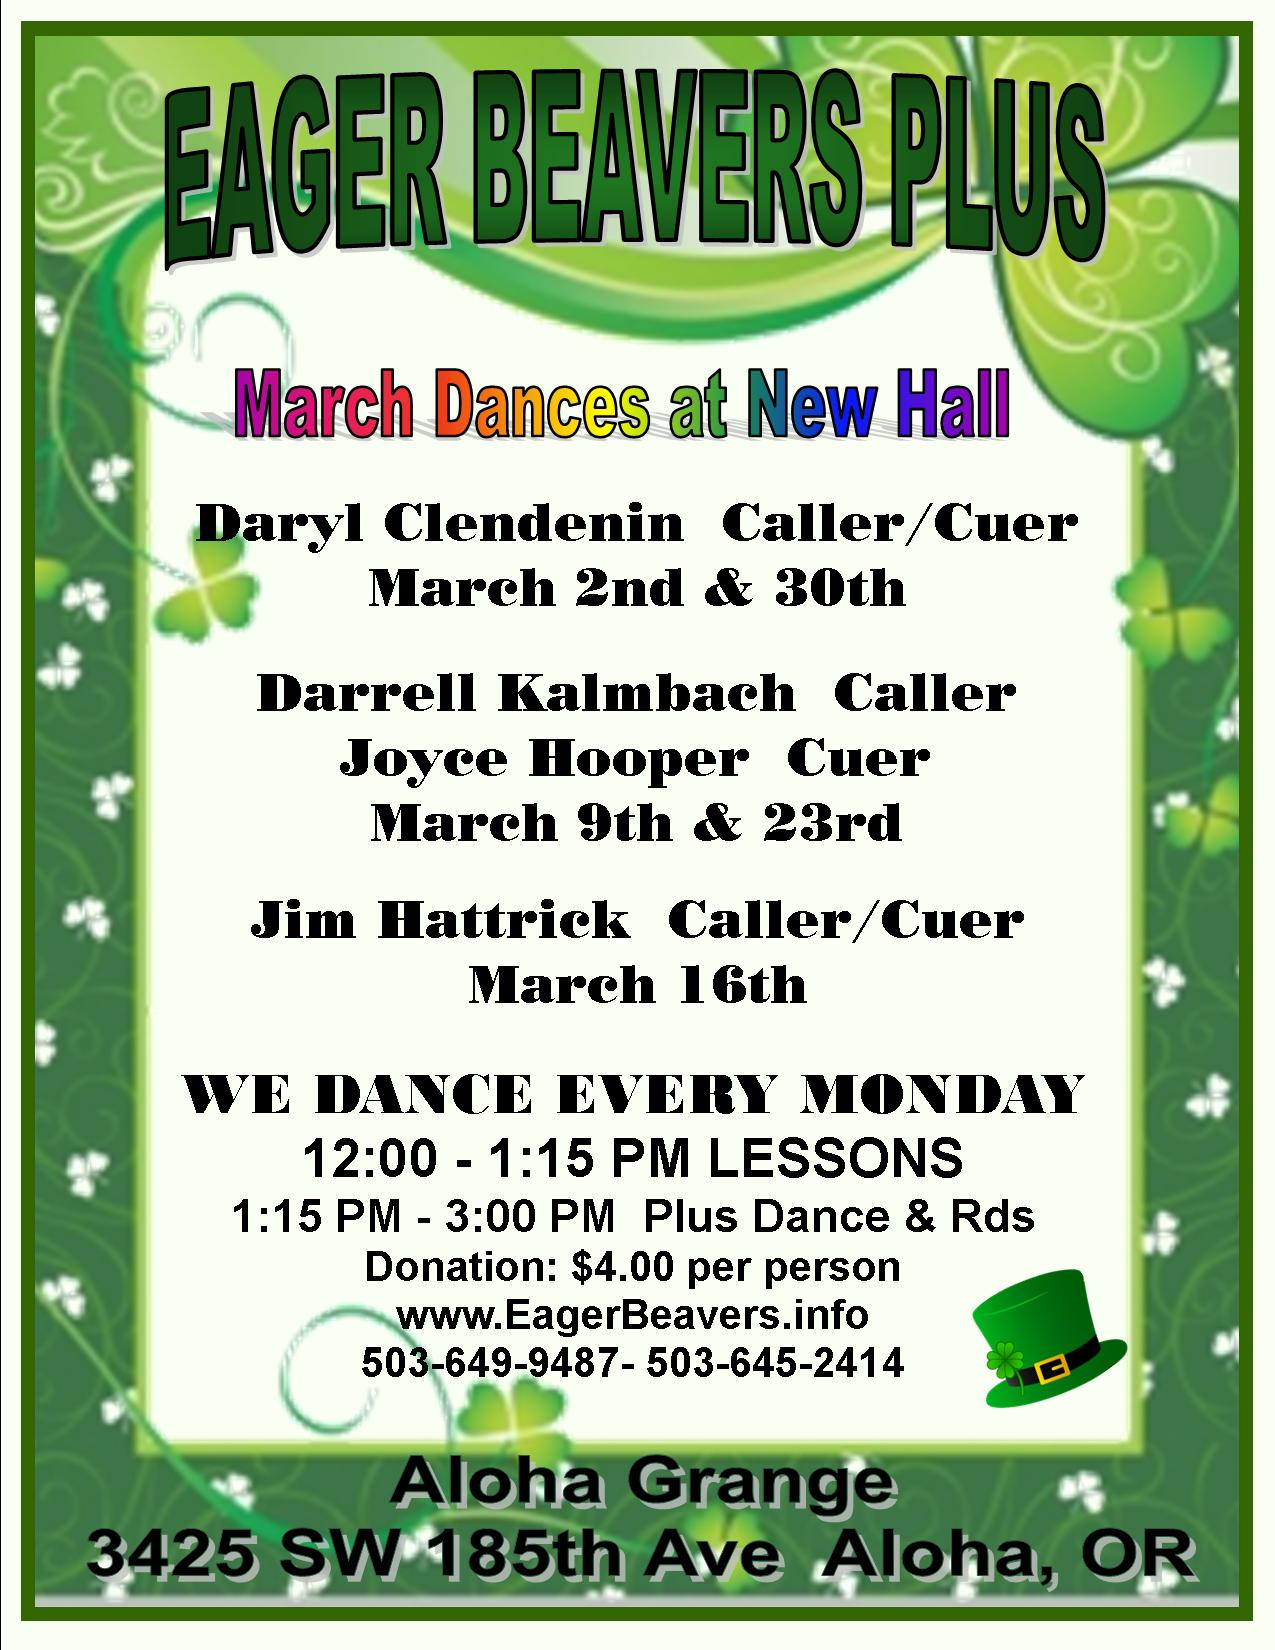 EAGER BEAVERS PLUS
March Dances at New Hall
Daryl Clendenin Caller/Cuer
March 2nd & 30th
Darrell Kalmbach Caller
Joyce Hooper Cuer
March 9th & 23rd
Jim Hattrick Caller/Cuer
March 16th
WE DANCE EVERY MONDAY
12:00 - 1:15 PM LESSONS
1:15 PM - 3:00 PM Plus Dance & Rds
Donation: $4.00 per person
www.EagerBeavers.info
503-649-9487- 503-645-2414
Aloha Grange
3425 SW 185th Ave Aloha, OR